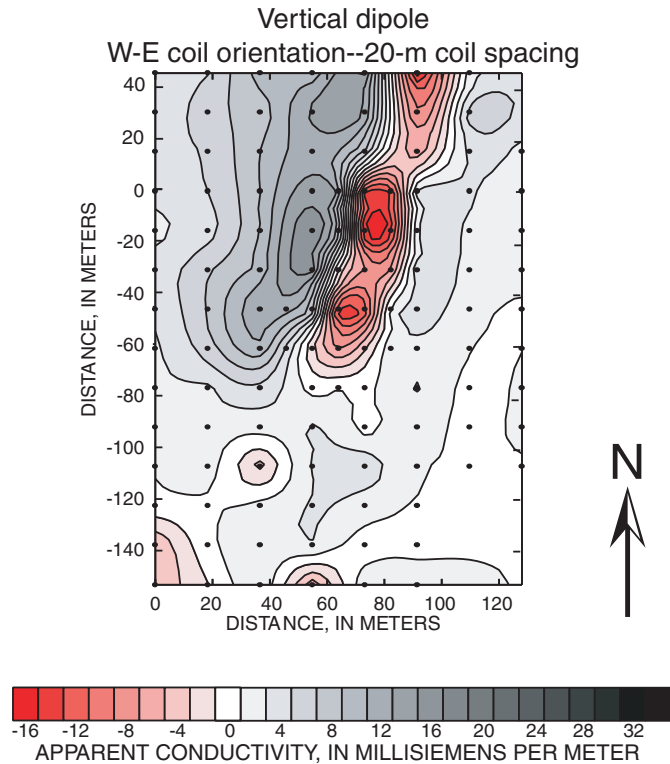 Vertical dipole
W-E coil orientation--20-m coil spacing
40
20
0
-20
-40
-60
-80
-100
-120
-140
DISTANCE, IN METERS
0 20 40 60 80 100 120
DISTANCE, IN METERS
N
-16 -12 -8 -4 0 4 8 12 16 20 24 28 32
APPARENT CONDUCTIVITY, IN MILLISIEMENS PER METER